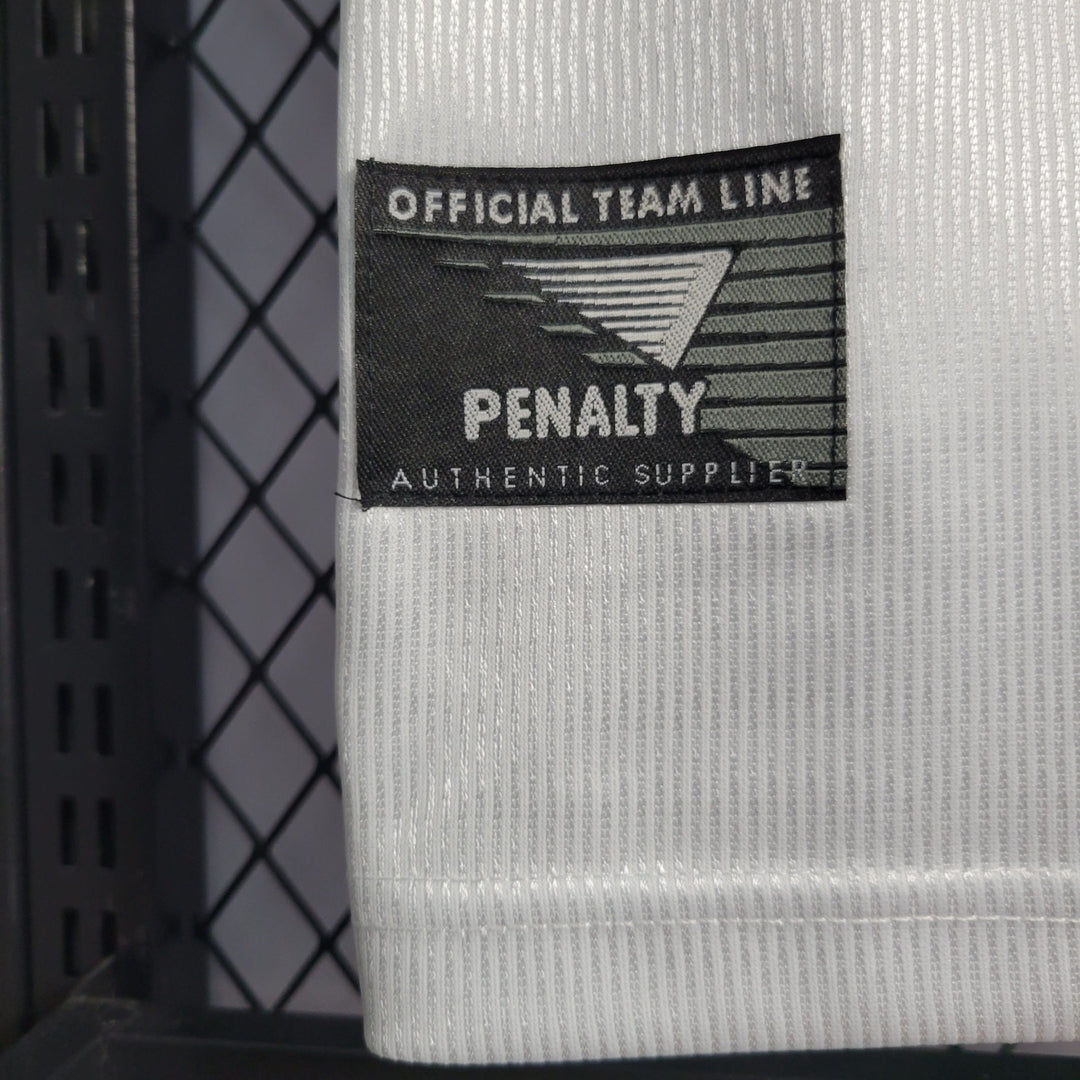 OFFICIAL TEAM LINE
PENALTY
AUTHENTIC SUPPLIER